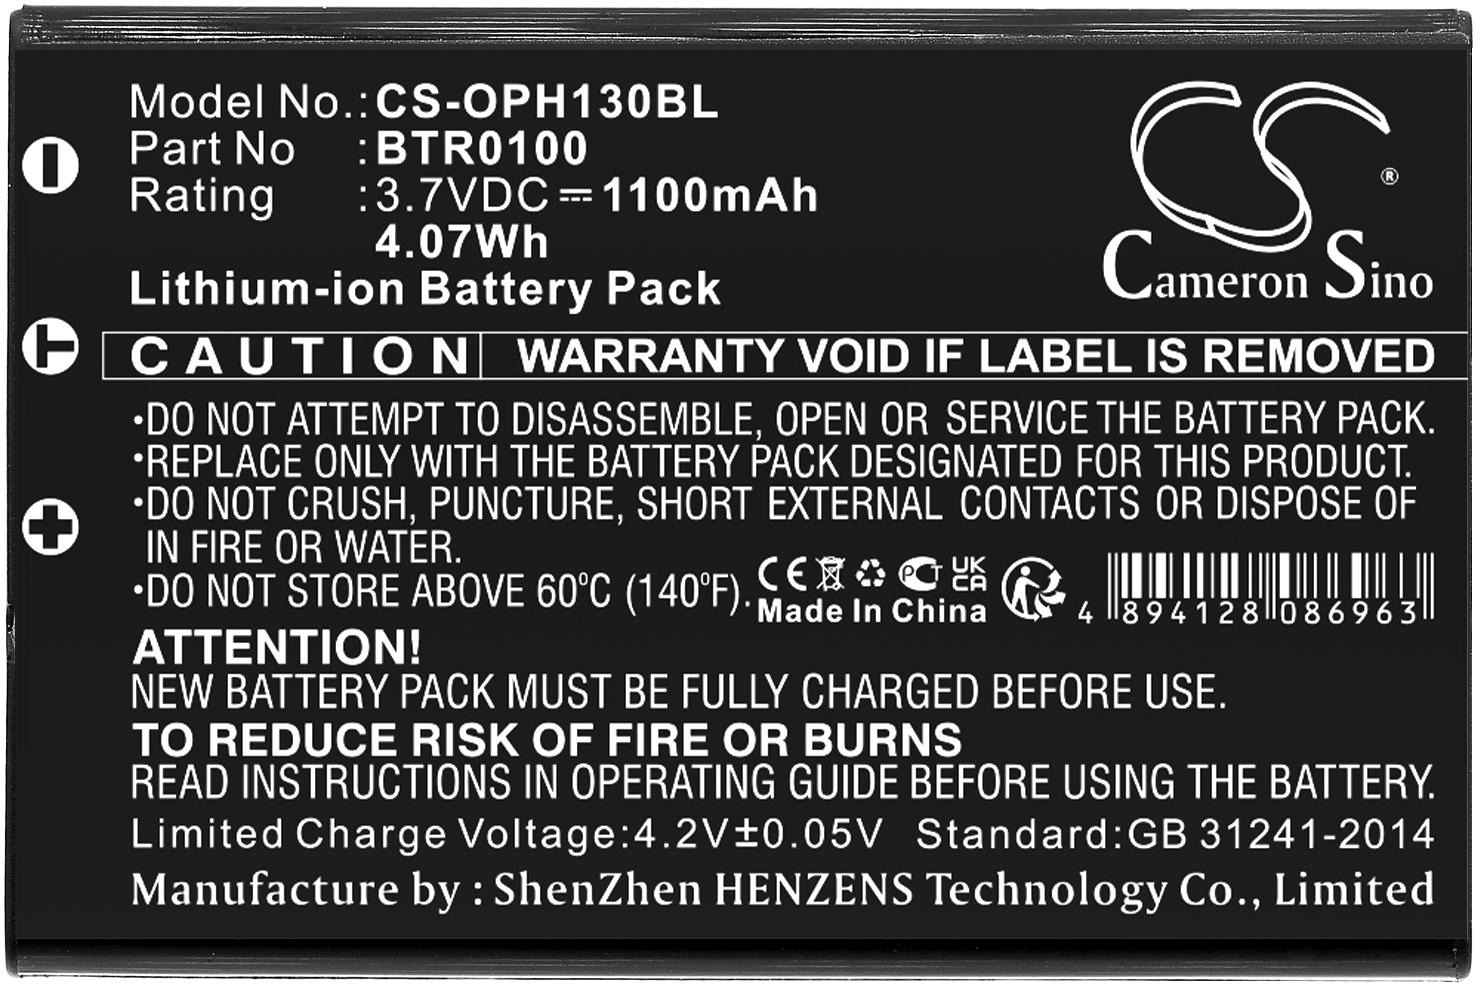 Model No.:CS-OPH130BL
Part No :BTR0100
Rating :3.7VDC⎓1100mAh
4.07Wh
Lithium-ion Battery Pack
CS®
Cameron Sino
CAUTION WARRANTY VOID IF LABEL IS REMOVED
•DO NOT ATTEMPT TO DISASSEMBLE, OPEN OR SERVICE THE BATTERY PACK.
•REPLACE ONLY WITH THE BATTERY PACK DESIGNATED FOR THIS PRODUCT.
•DO NOT CRUSH, PUNCTURE, SHORT EXTERNAL CONTACTS OR DISPOSE OF
IN FIRE OR WATER.
•DO NOT STORE ABOVE 60°C (140°F).
CE PCT UK
CA
Made In China
4 894128 086963
ATTENTION!
NEW BATTERY PACK MUST BE FULLY CHARGED BEFORE USE.
TO REDUCE RISK OF FIRE OR BURNS
READ INSTRUCTIONS IN OPERATING GUIDE BEFORE USING THE BATTERY.
Limited Charge Voltage:4.2V±0.05V Standard:GB 31241-2014
Manufacture by : ShenZhen HENZENS Technology Co., Limited
- T +